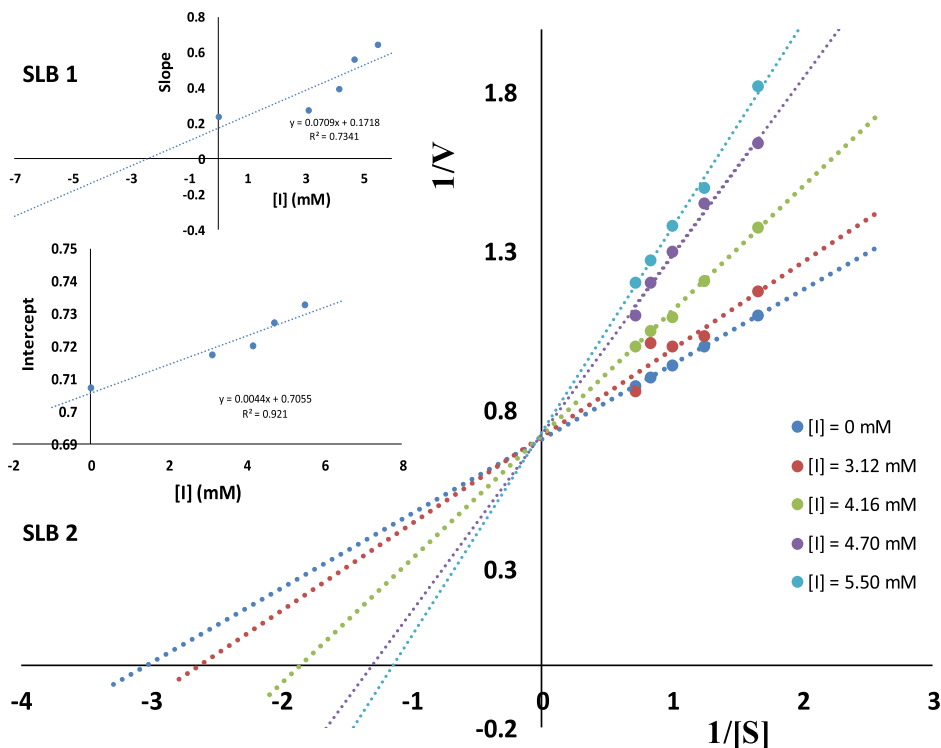 SLB 1
Slope
0.8
0.6
0.4
0.2
0
-0.2
-0.4
-7
-5
-3
-1
1
3
5
y = 0.0709x + 0.1718
R² = 0.7341
[I] (mM)
Intercept
0.75
0.74
0.73
0.72
0.71
0.7
0.69
y = 0.0044x + 0.7055
R² = 0.921
-2
0
2
4
6
8
[I] (mM)
SLB 2
1/V
1.8
1.3
0.8
0.3
-0.2
-4
-3
-2
-1
0
1
2
3
1/[S]
[I] = 0 mM
[I] = 3.12 mM
[I] = 4.16 mM
[I] = 4.70 mM
[I] = 5.50 mM